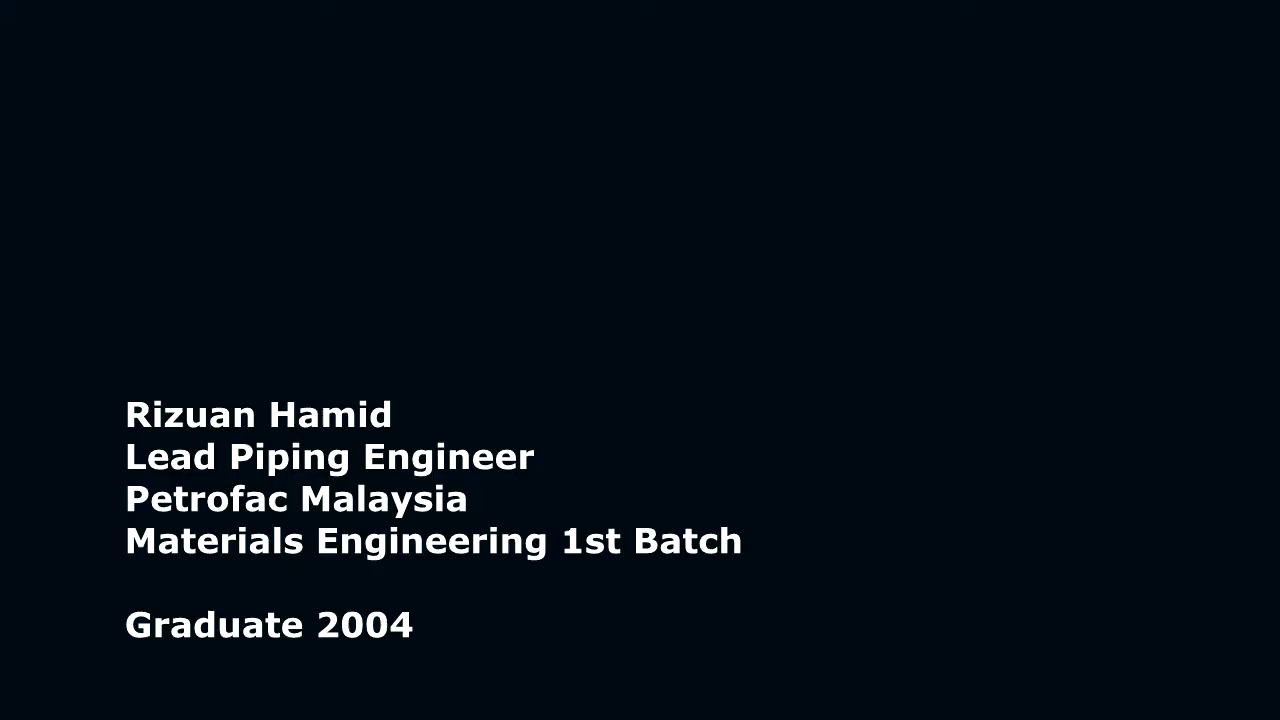 Rizuan Hamid
Lead Piping Engineer
Petrofac Malaysia
Materials Engineering 1st Batch
Graduate 2004